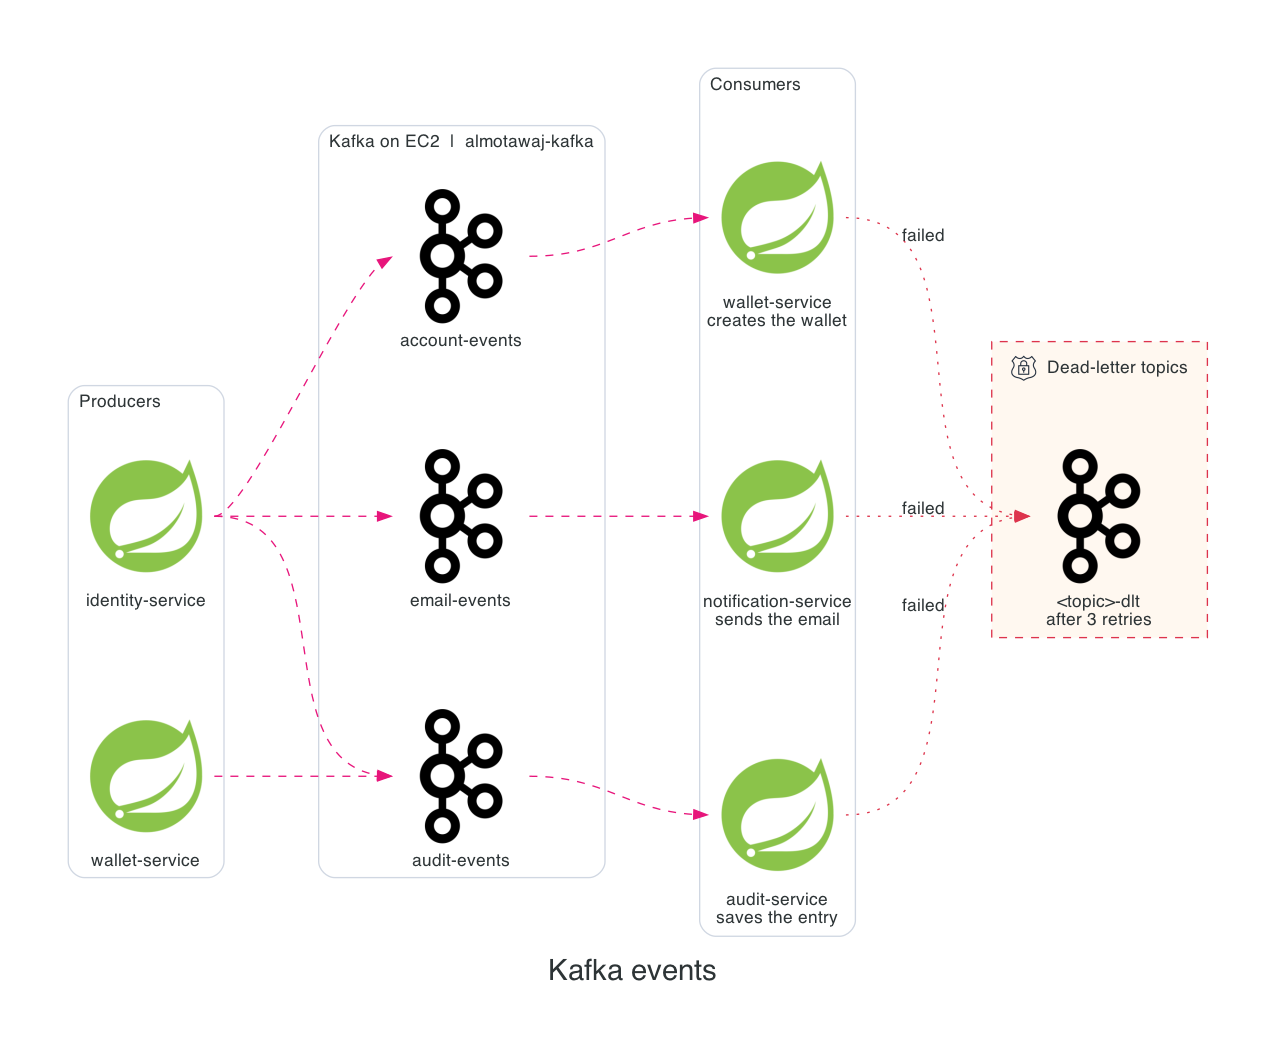 Consumers
Kafka on EC2 | almotawaj-kafka
failed
wallet-service
creates the wallet
account-events
Dead-letter topics
Producers
failed
identity-service
email-events
notification-service
sends the email
failed
<topic>-dlt
after 3 retries
wallet-service
audit-events
audit-service
saves the entry
Kafka events